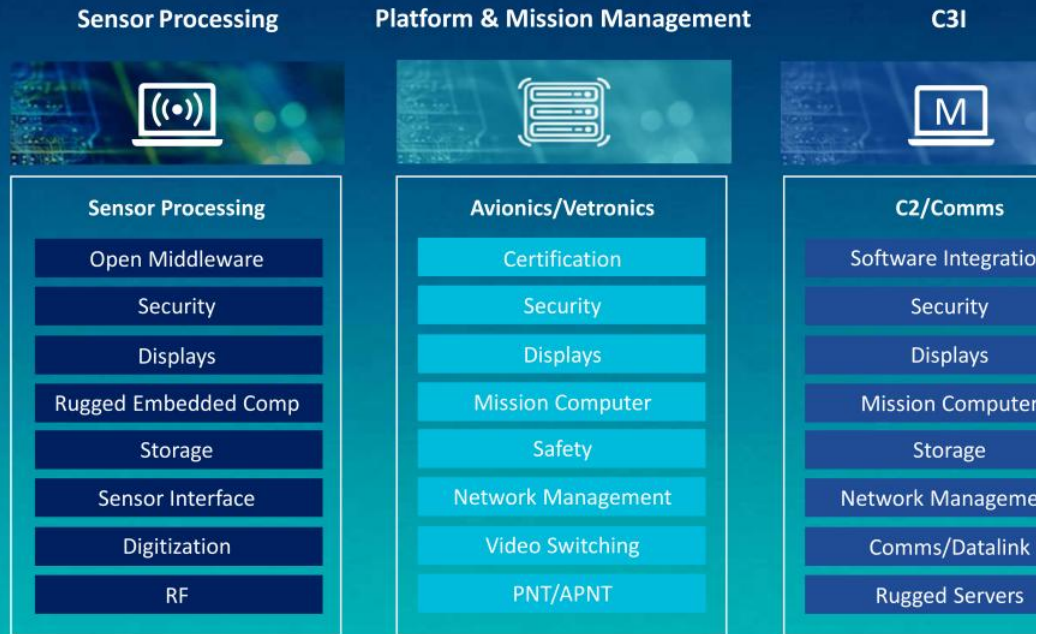 Sensor Processing
Platform & Mission Management
C3I
M
Sensor Processing
Open Middleware
Security
Displays
Rugged Embedded Comp
Storage
Sensor Interface
Digitization
RF
Avionics/Vetronics
Certification
Security
Displays
Mission Computer
Safety
Network Management
Video Switching
PNT/APNT
C2/Comms
Software Integratio
Security
Displays
Mission Computer
Storage
Network Manageme
Comms/Datalink
Rugged Servers